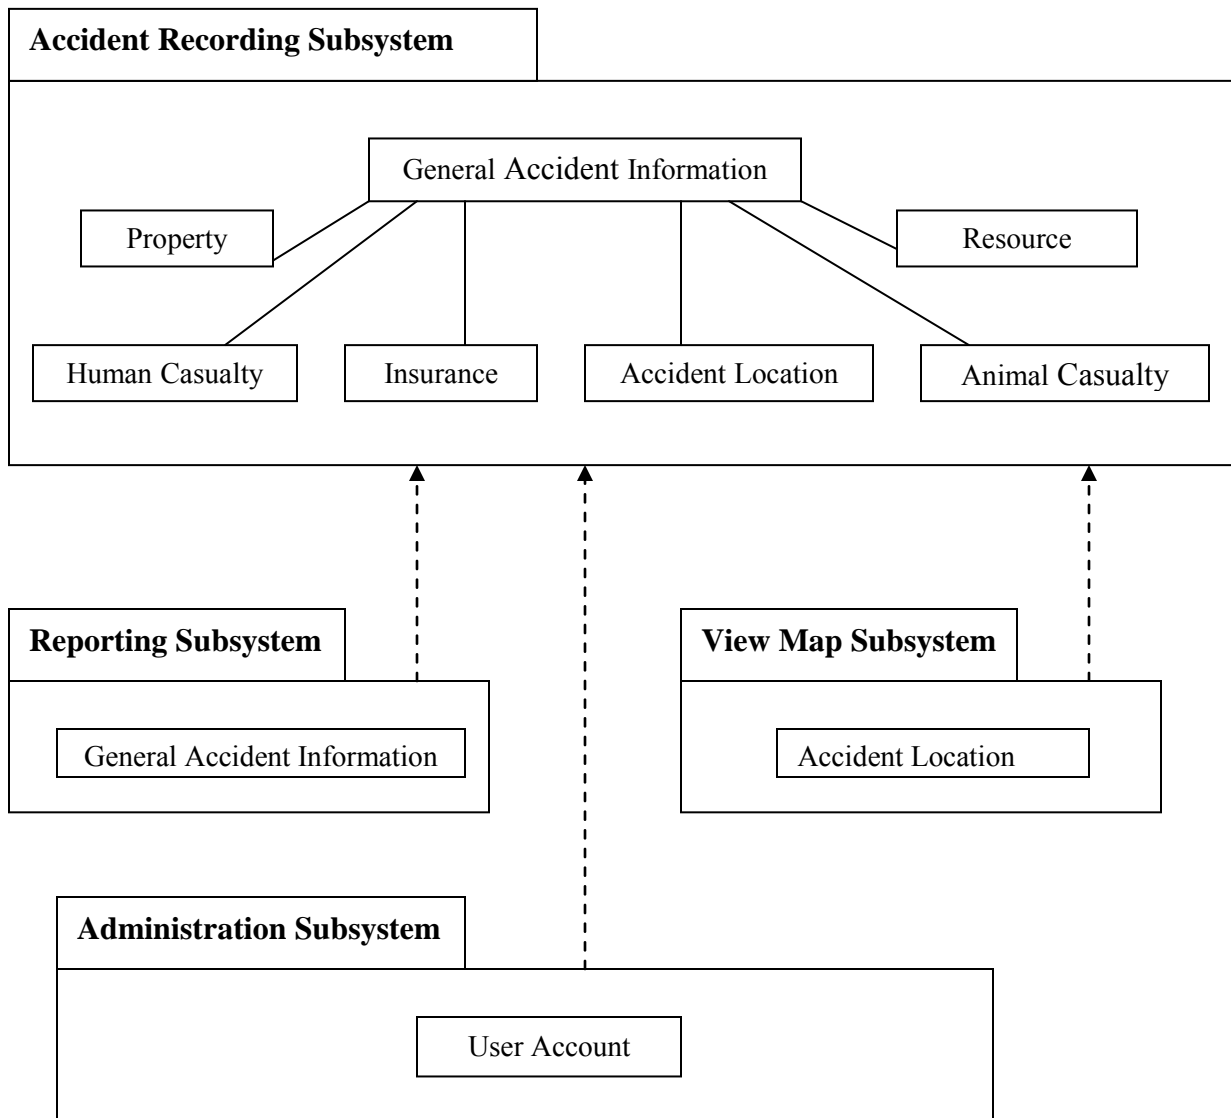 Accident Recording Subsystem
General Accident Information
Property
Resource
Human Casualty
Insurance
Accident Location
Animal Casualty
Reporting Subsystem
View Map Subsystem
General Accident Information
Accident Location
Administration Subsystem
User Account